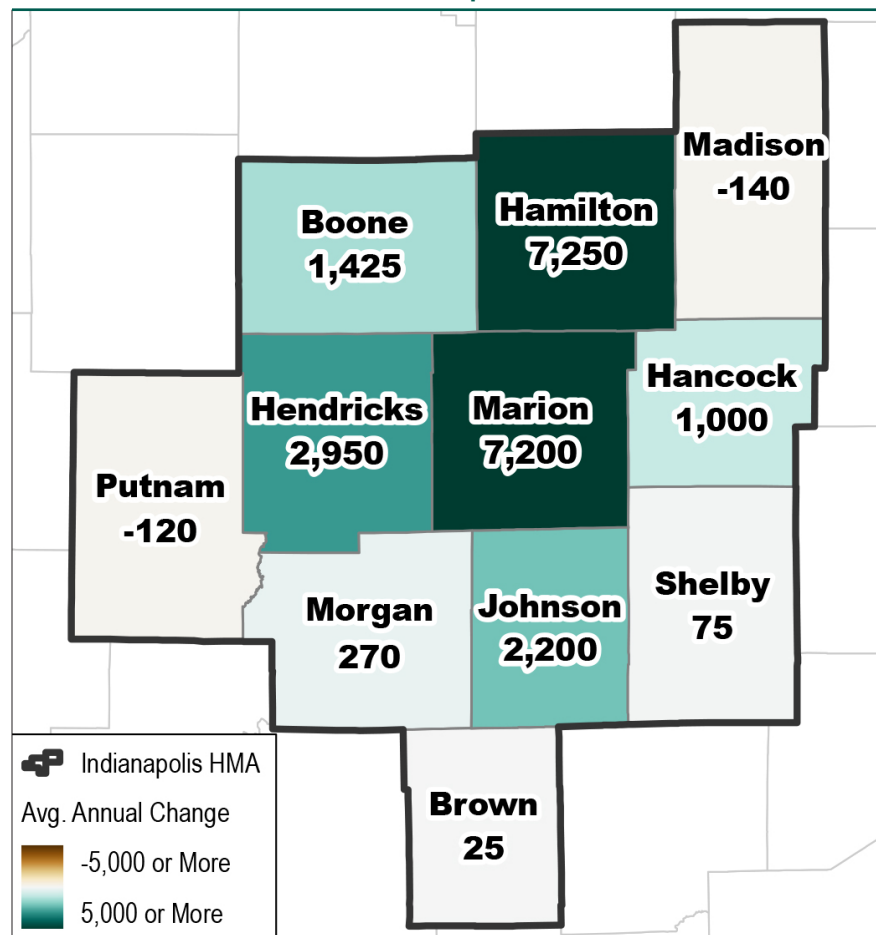 Madison
-140
Hamilton
7,250
Boone
1,425
Hancock
1,000
Hendricks
2,950
Marion
7,200
Putnam
-120
Shelby
75
Morgan
270
Johnson
2,200
Brown
25
Indianapolis HMA
Avg. Annual Change
-5,000 or More
5,000 or More